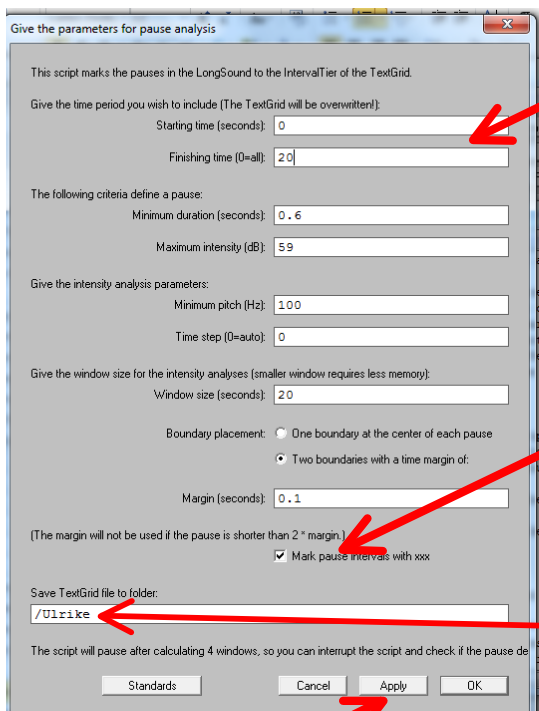 Give the parameters for pause analysis
This script marks the pauses in the LongSound to the IntervalTier of the TextGrid.
Give the time period you wish to include (The TextGrid will be overwritten!):
Starting time (seconds): 0
Finishing time (0=all): 20
The following criteria define a pause:
Minimum duration (seconds): 0.6
Maximum intensity (dB): 59
Give the intensity analysis parameters:
Minimum pitch (Hz): 100
Time step (0=auto): 0
Give the window size for the intensity analyses (smaller window requires less memory):
Window size (seconds): 20
Boundary placement: One boundary at the center of each pause
Two boundaries with a time margin of:
Margin (seconds): 0.1
(The margin will not be used if the pause is shorter than 2 * margin.)
Mark pause intervals with xxx
Save TextGrid file to folder:
/Ulrike
The script will pause after calculating 4 windows, so you can interrupt the script and check if the pause de
Standards Cancel Apply OK